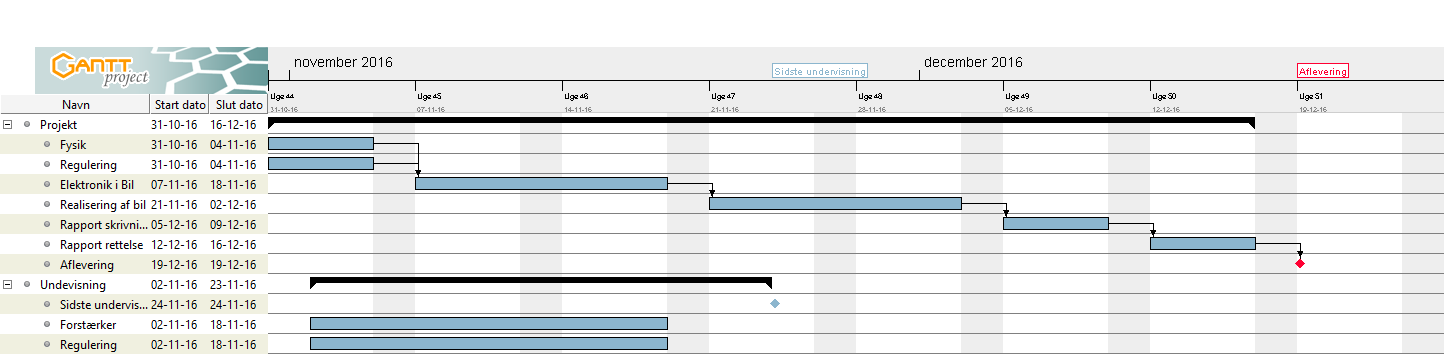 GANTT
project
november 2016
december 2016
Sidste undervisning
Aflevering
Uge 44 Uge 45 Uge 46 Uge 47 Uge 48 Uge 49 Uge 50 Uge 51
31-10-16 07-11-16 14-11-16 21-11-16 28-11-16 05-12-16 12-12-16 19-12-16
Navn Start dato Slut dato
Projekt 31-10-16 16-12-16
Fysik 31-10-16 04-11-16
Regulering 31-10-16 04-11-16
Elektronik i Bil 07-11-16 18-11-16
Realisering af bil 21-11-16 02-12-16
Rapport skrivni... 05-12-16 09-12-16
Rapport rettelse 12-12-16 16-12-16
Aflevering 19-12-16 19-12-16
Undevisning 02-11-16 23-11-16
Sidste undervis... 24-11-16 24-11-16
Forstærker 02-11-16 18-11-16
Regulering 02-11-16 18-11-16